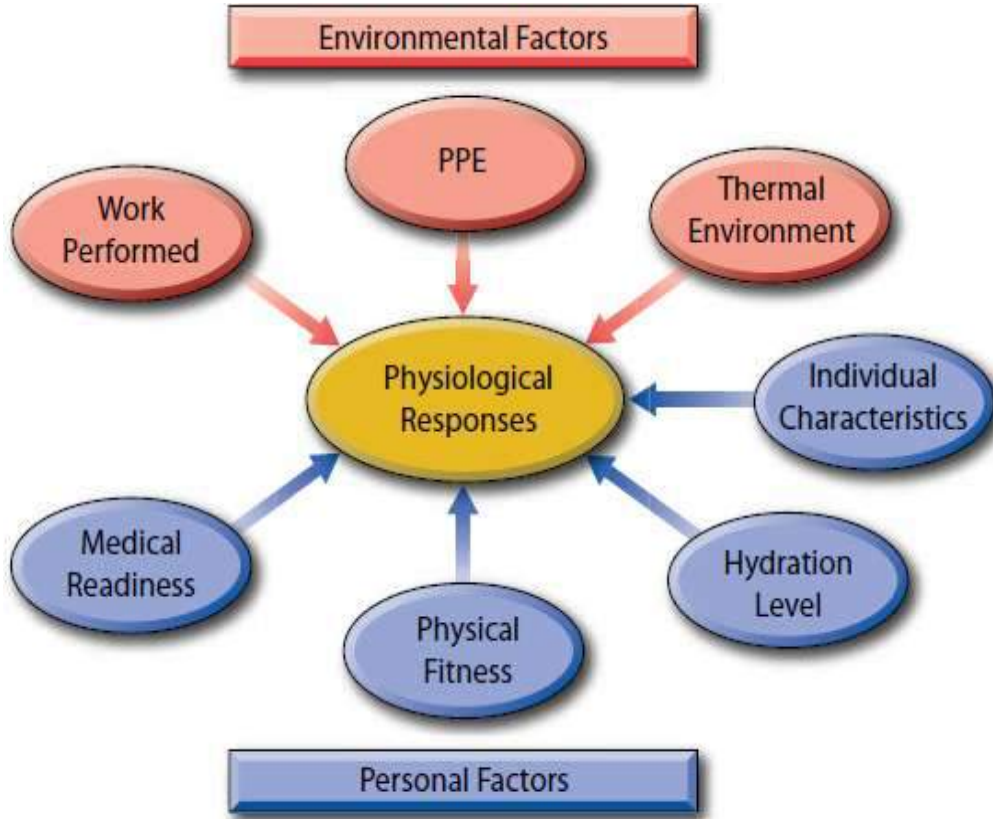 Environmental Factors
PPE
Work
Performed
Thermal
Environment
Physiological
Responses
Individual
Characteristics
Medical
Readiness
Hydration
Level
Physical
Fitness
Personal Factors